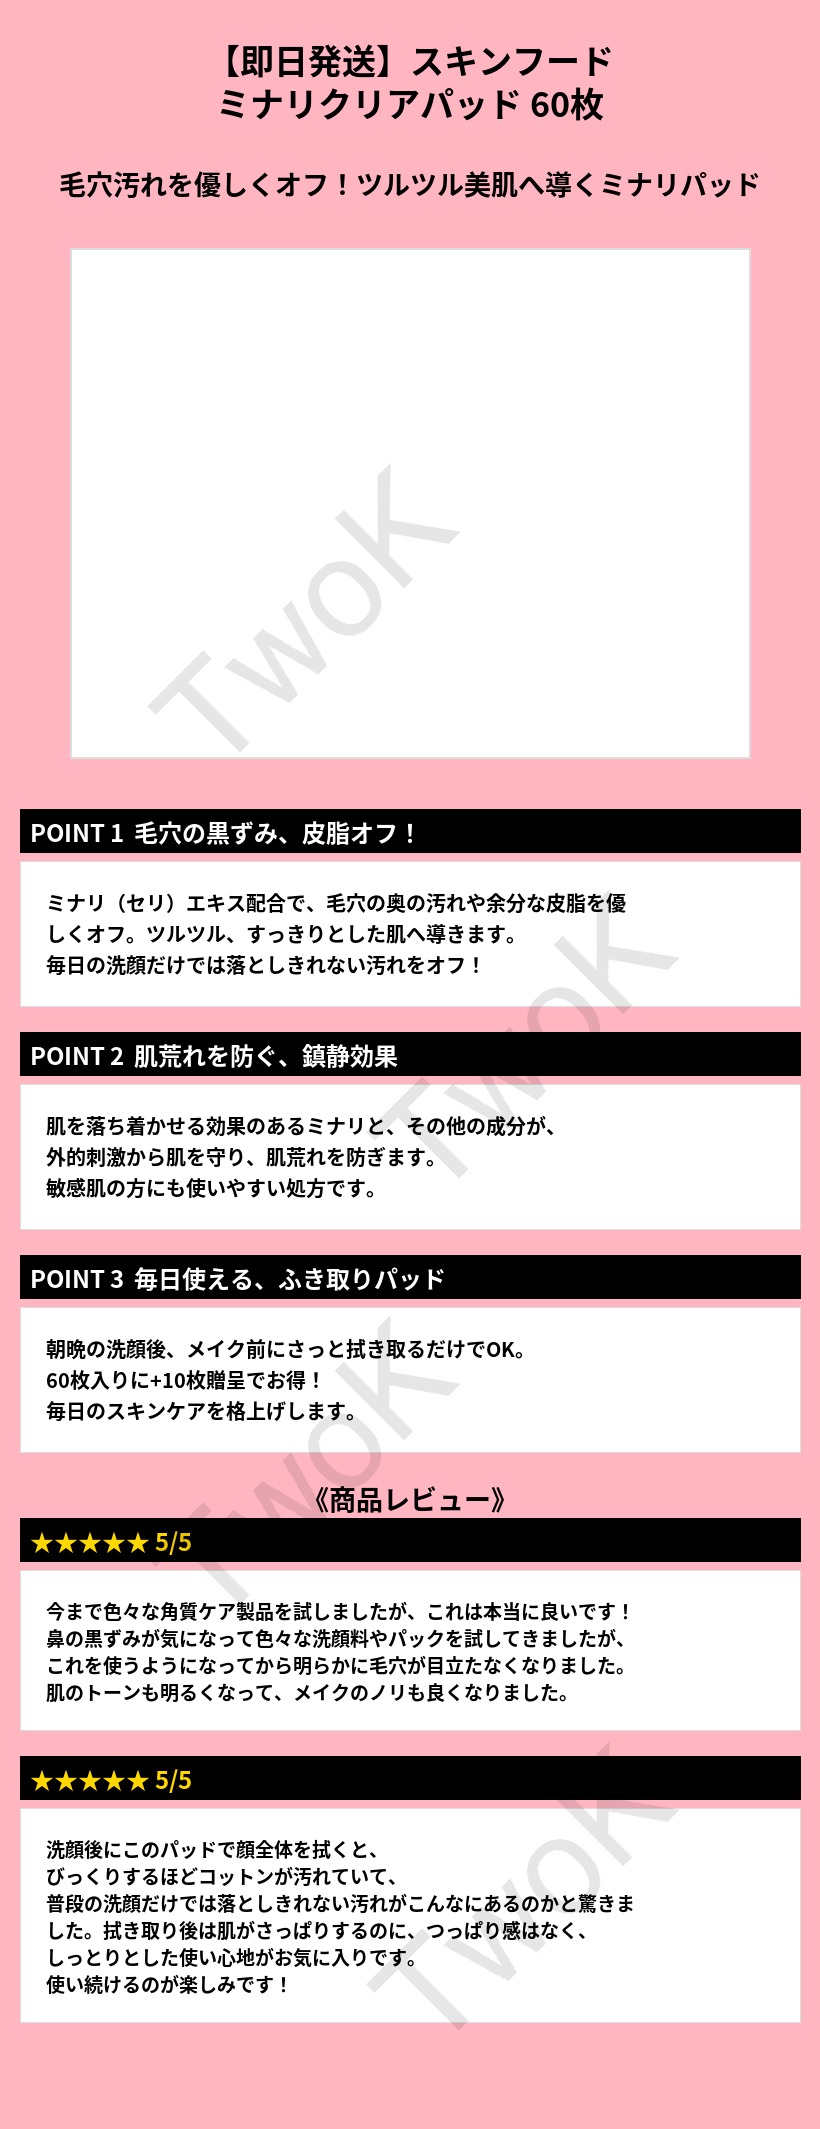 【即日発送】スキンフード
ミナリクリアパッド 60枚
毛穴汚れを優しくオフ！ツルツル美肌へ導くミナリパッド
TwoK
POINT 1 毛穴の黒ずみ、皮脂オフ！
ミナリ（セリ）エキス配合で、毛穴の奥の汚れや余分な皮脂を優
しくオフ。ツルツル、すっきりとした肌へ導きます。
毎日の洗顔だけでは落としきれない汚れをオフ！
TwoK
POINT 2 肌荒れを防ぐ、鎮静効果
肌を落ち着かせる効果のあるミナリと、その他の成分が、
外的刺激から肌を守り、肌荒れを防ぎます。
敏感肌の方にも使いやすい処方です。
POINT 3 毎日使える、ふき取りパッド
朝晩の洗顔後、メイク前にさっと拭き取るだけでOK。
60枚入りに+10枚贈呈でお得！
毎日のスキンケアを格上げします。
TwoK
《商品レビュー》
★★★★★ 5/5
今まで色々な角質ケア製品を試しましたが、これは本当に良いです！
鼻の黒ずみが気になって色々な洗顔料やパックを試してきましたが、
これを使うようになってから明らかに毛穴が目立たなくなりました。
肌のトーンも明るくなって、メイクのノリも良くなりました。
★★★★★ 5/5
洗顔後にこのパッドで顔全体を拭くと、
びっくりするほどコットンが汚れていて、
普段の洗顔だけでは落としきれない汚れがこんなにあるのかと驚きま
した。拭き取り後は肌がさっぱりするのに、つっぱり感はなく、
しっとりとした使い心地がお気に入りです。
使い続けるのが楽しみです！
TwoK